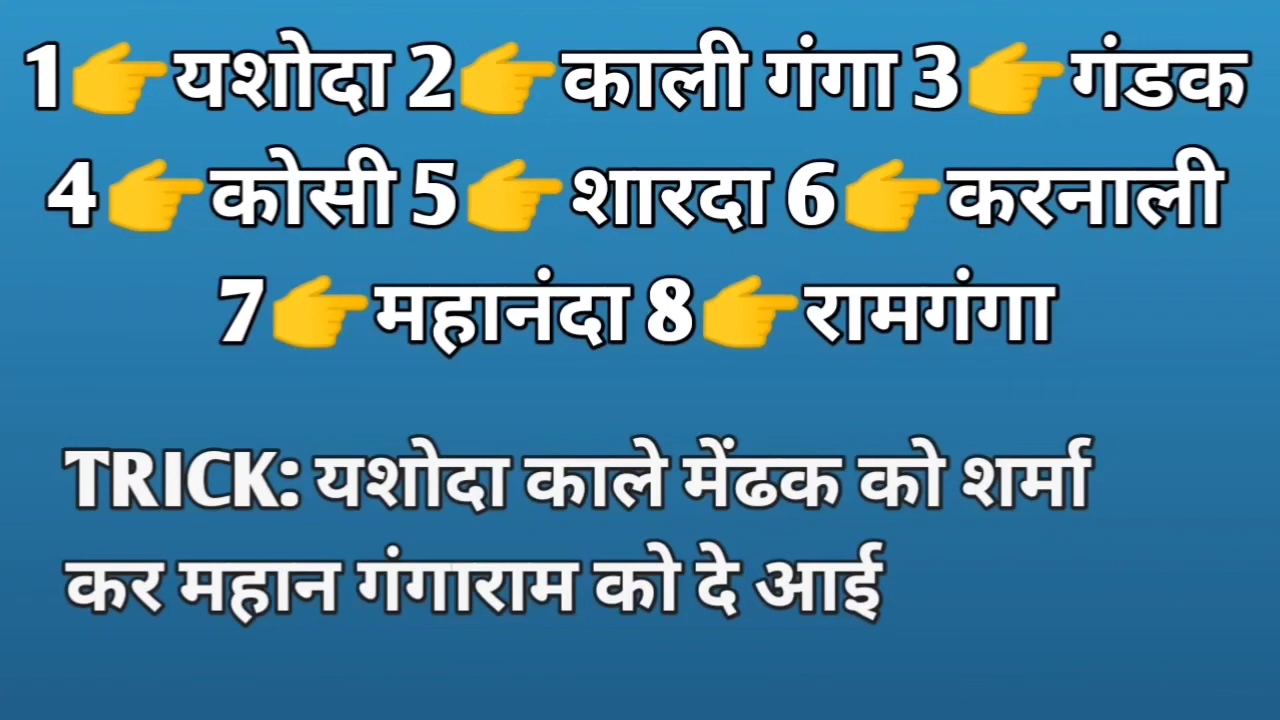 1👉यशोदा 2👉काली गंगा 3👉गंडक
4👉कोसी 5👉शारदा 6👉करनाली
7👉महानंदा 8👉रामगंगा
TRICK: यशोदा काले मेंढक को शर्मा
कर महान गंगाराम को दे आई